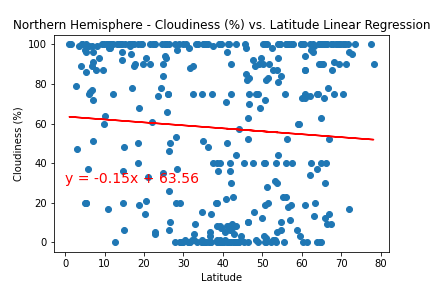 Northern Hemisphere - Cloudiness (%) vs. Latitude Linear Regression
100
80
60
40
20
0
Cloudiness (%)
y = -0.15x + 63.56
0 10 20 30 40 50 60 70 80
Latitude